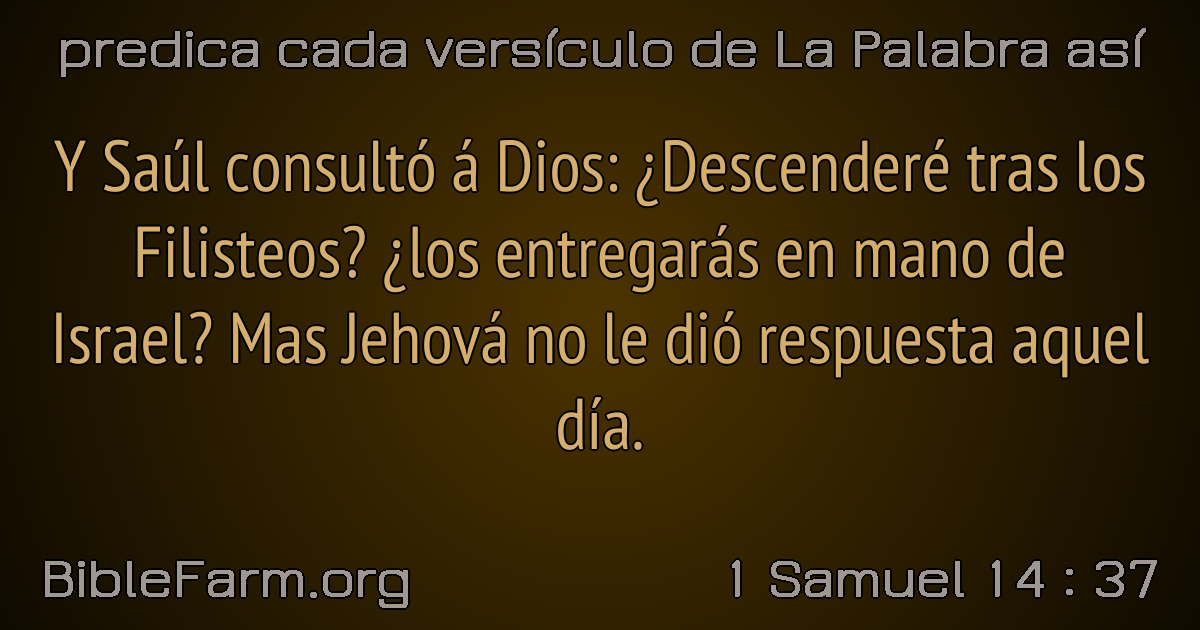 predica cada versículo de La Palabra así
Y Saúl consultó á Dios: ¿Descenderé tras los
Filisteos? ¿los entregarás en mano de
Israel? Mas Jehová no le dió respuesta aquel
día.
BibleFarm.org
1 Samuel 14 : 37